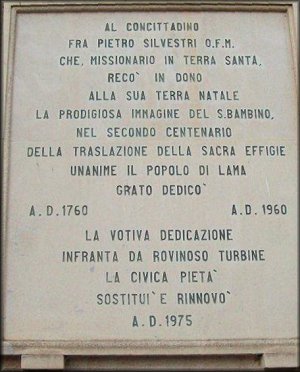 AL CONCITTADINO
FRA PIETRO SILVESTRI O.F.M.
CHE, MISSIONARIO IN TERRA SANTA,
RECO` IN DONO
ALLA SUA TERRA NATALE
LA PRODIGIOSA IMMAGINE DEL S.BAMBINO,
NEL SECONDO CENTENARIO
DELLA TRASLAZIONE DELLA SACRA EFFIGIE
UNANIME IL POPOLO DI LAMA
GRATO DEDICO`
A.D.1760 A.D.1960
LA VOTIVA DEDICAZIONE
INFRANTA DA ROVINOSO TURBINE
LA CIVICA PIETA`
SOSTITUI` E RINNOVO`
A.D.1975